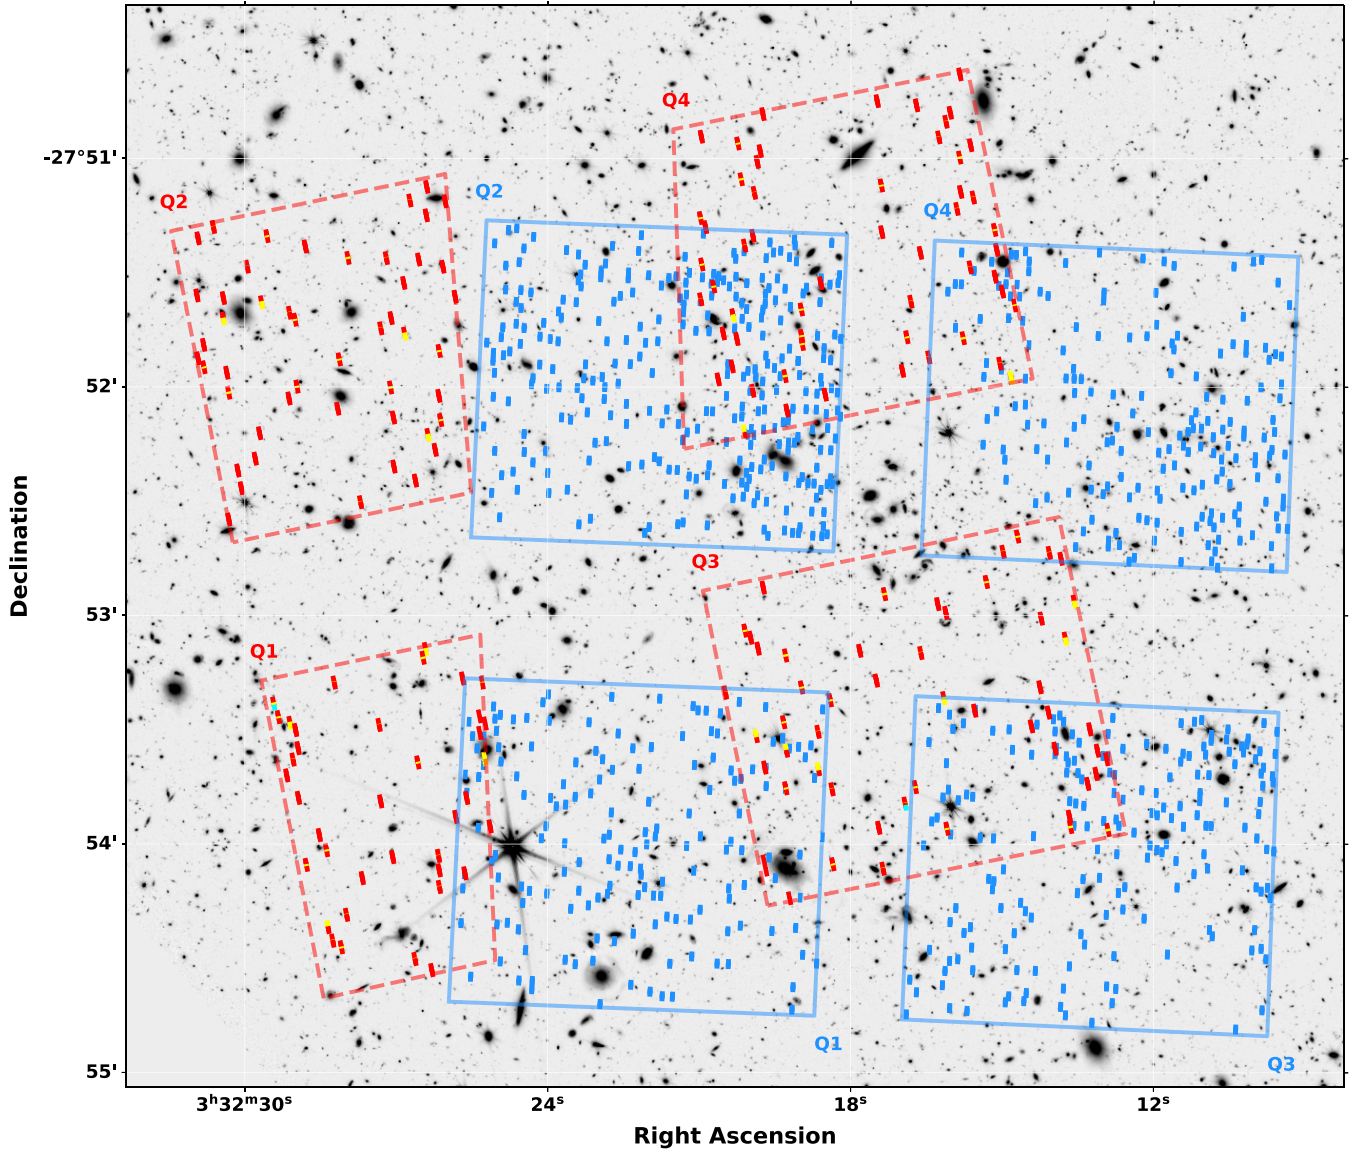 Q4
-27°51'
Q2
Q2
Q4
52'
Q3
53'
Q1
54'
Q1
Q3
55'
3ʰ32ᵐ30ˢ
24ˢ
18ˢ
12ˢ
Declination
Right Ascension